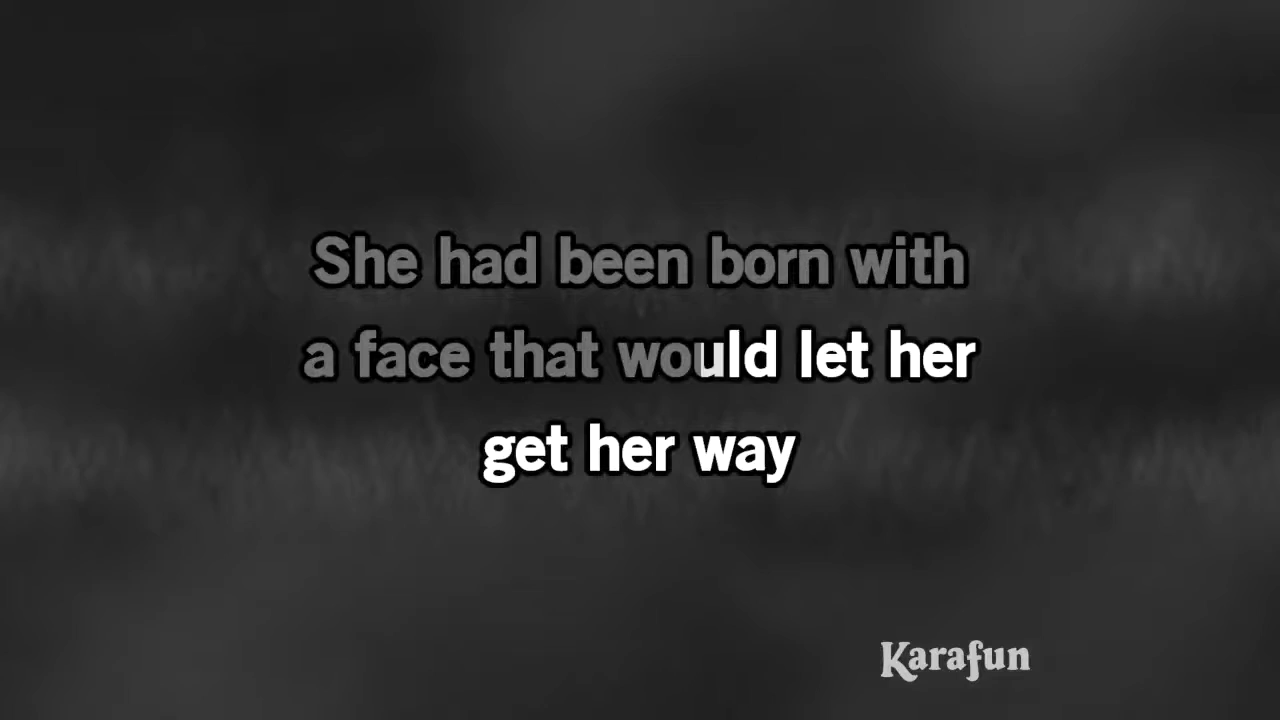 She had been born with
a face that would let her
get her way
Karafun